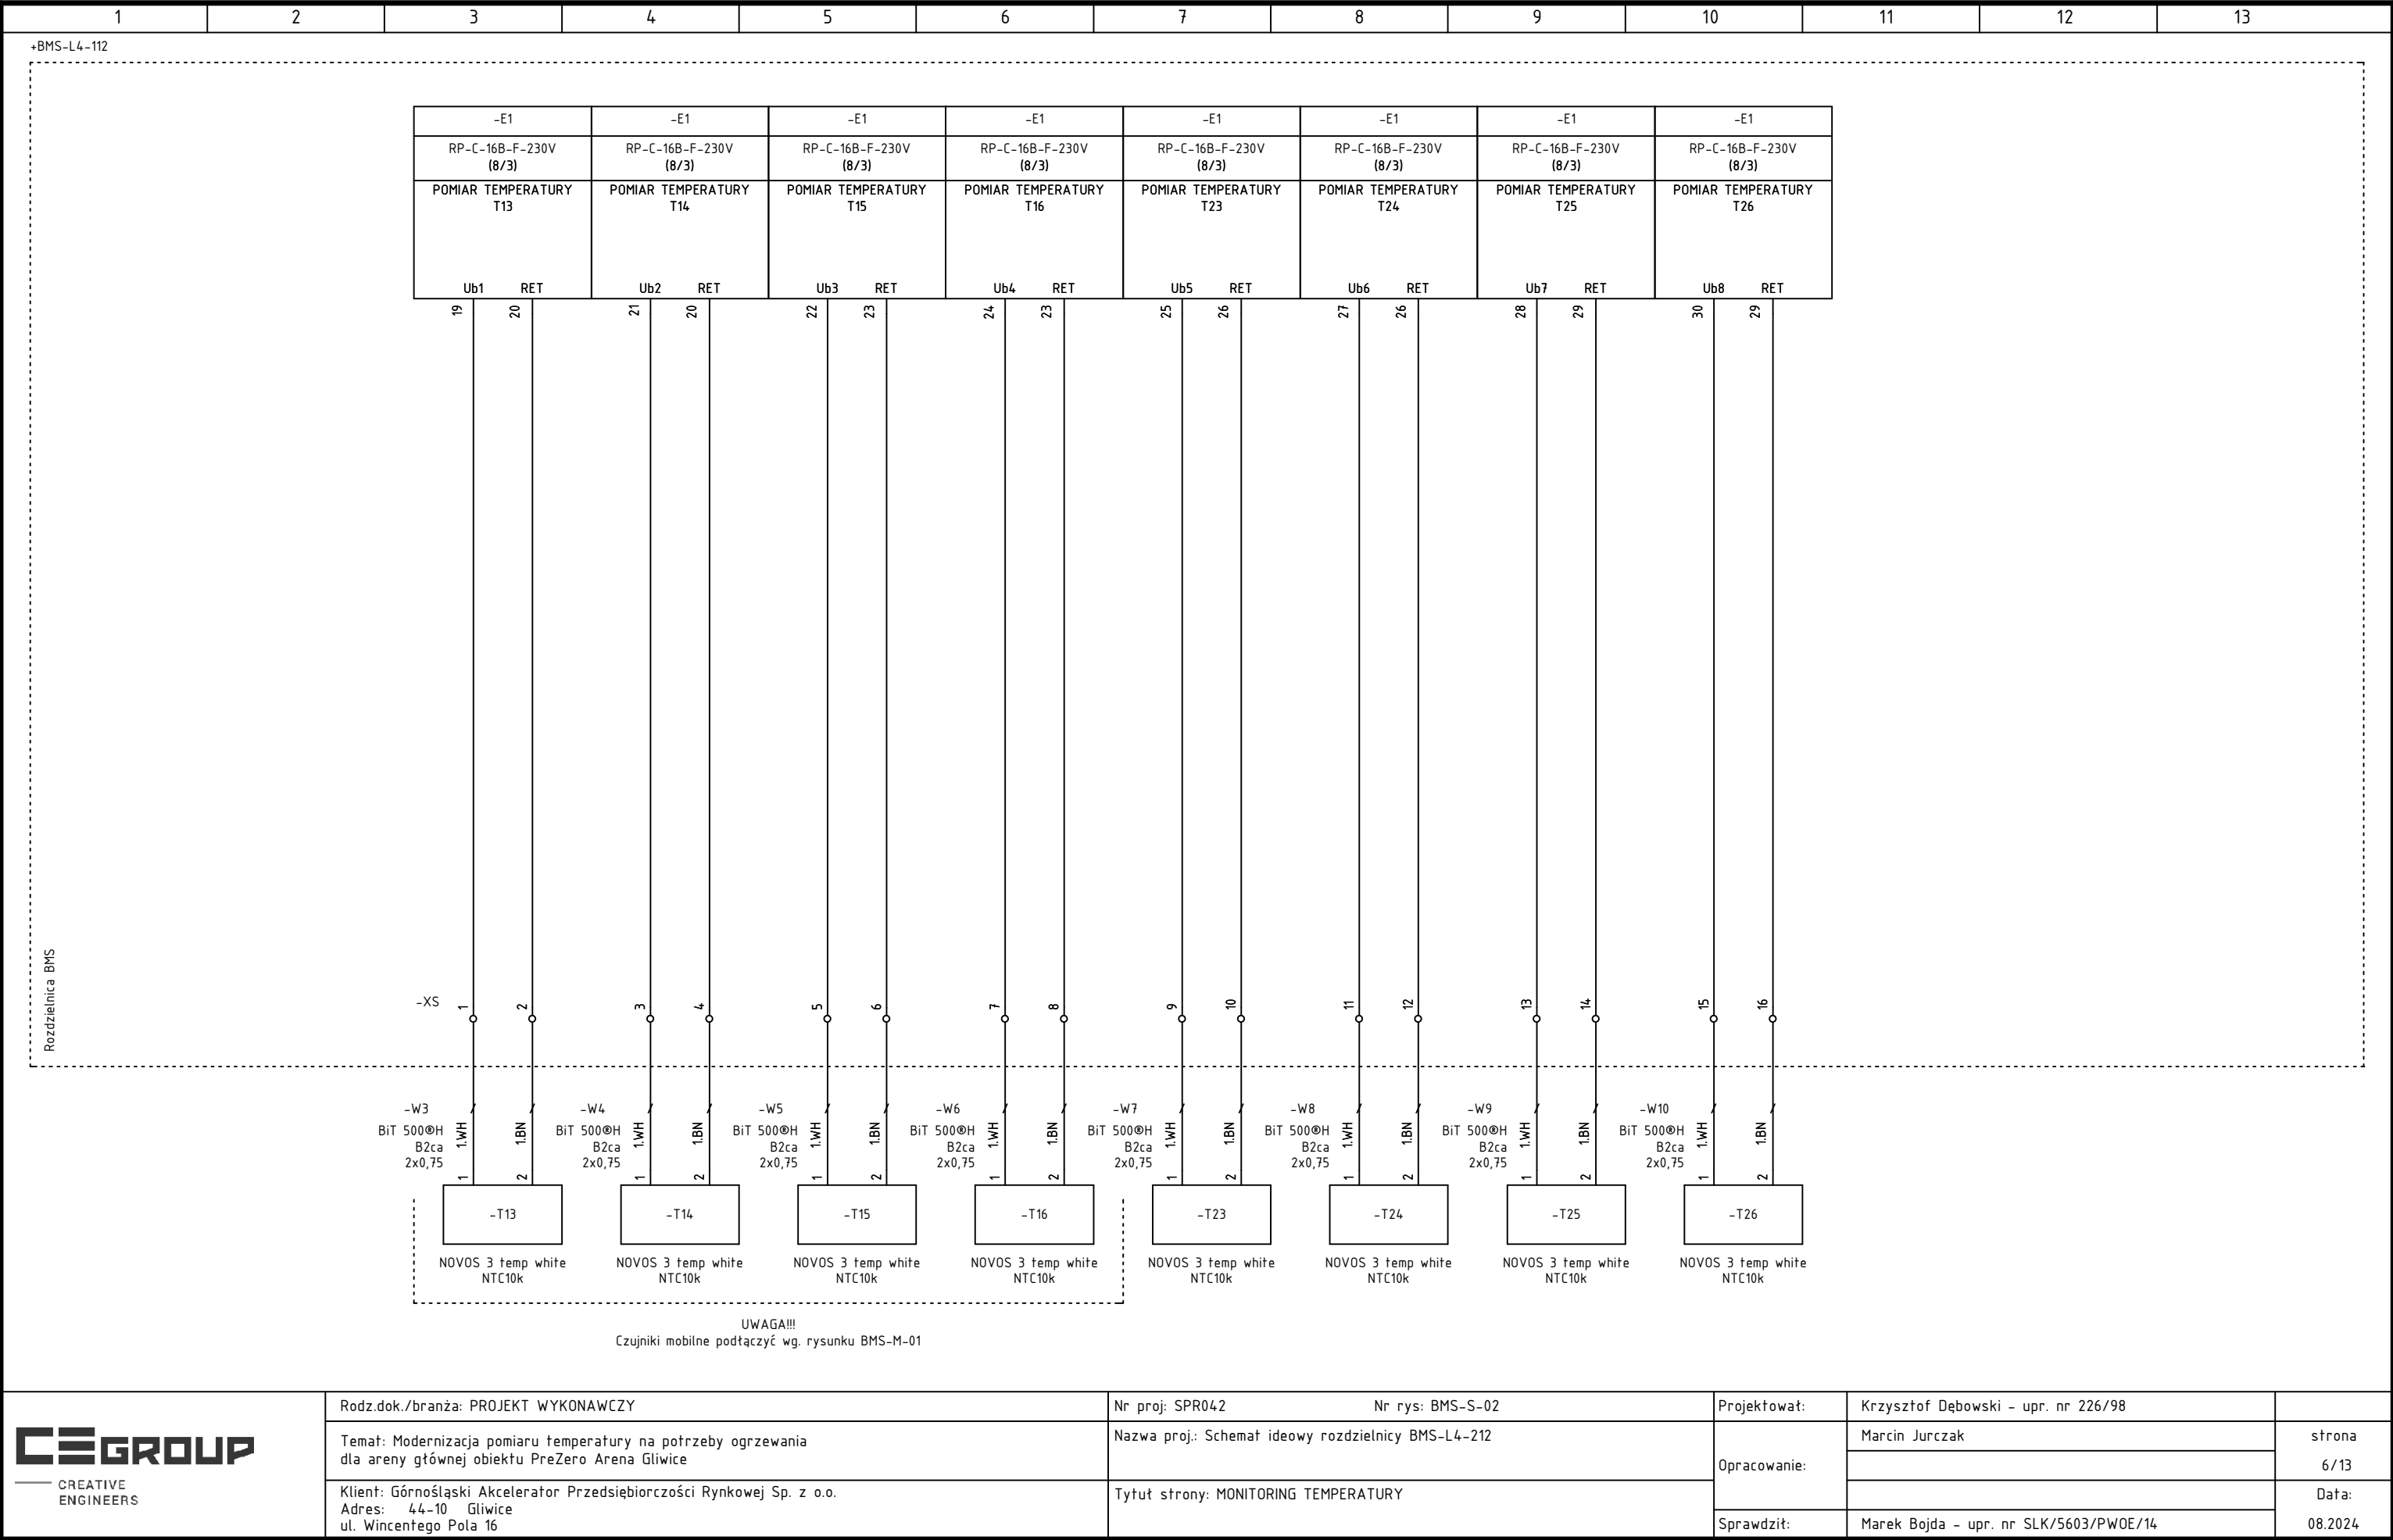 1 2 3 4 5 6 7 8 9 10 11 12 13
+BMS-L4-112
-E1 -E1 -E1 -E1 -E1 -E1 -E1 -E1
RP-C-16B-F-230V RP-C-16B-F-230V RP-C-16B-F-230V RP-C-16B-F-230V RP-C-16B-F-230V RP-C-16B-F-230V RP-C-16B-F-230V RP-C-16B-F-230V
(8/3) (8/3) (8/3) (8/3) (8/3) (8/3) (8/3) (8/3)
POMIAR TEMPERATURY POMIAR TEMPERATURY POMIAR TEMPERATURY POMIAR TEMPERATURY POMIAR TEMPERATURY POMIAR TEMPERATURY POMIAR TEMPERATURY POMIAR TEMPERATURY
T13 T14 T15 T16 T23 T24 T25 T26
Ub1 RET Ub2 RET Ub3 RET Ub4 RET Ub5 RET Ub6 RET Ub7 RET Ub8 RET
19 20 21 20 22 23 24 23 25 26 27 26 28 29 30 29
Rozdzielnica BMS
-XS 1 2 3 4 5 6 7 8 9 10 11 12 13 14 15 16
-W3 -W4 -W5 -W6 -W7 -W8 -W9 -W10
BiT 500®H 1.WH 1.BN BiT 500®H 1.WH 1.BN BiT 500®H 1.WH 1.BN BiT 500®H 1.WH 1.BN BiT 500®H 1.WH 1.BN BiT 500®H 1.WH 1.BN BiT 500®H 1.WH 1.BN BiT 500®H 1.WH 1.BN
B2ca B2ca B2ca B2ca B2ca B2ca B2ca B2ca
2x0,75 2x0,75 2x0,75 2x0,75 2x0,75 2x0,75 2x0,75 2x0,75
1 2 1 2 1 2 1 2 1 2 1 2 1 2 1 2
-T13 -T14 -T15 -T16 -T23 -T24 -T25 -T26
NOVOS 3 temp white NOVOS 3 temp white NOVOS 3 temp white NOVOS 3 temp white NOVOS 3 temp white NOVOS 3 temp white NOVOS 3 temp white NOVOS 3 temp white
NTC10k NTC10k NTC10k NTC10k NTC10k NTC10k NTC10k NTC10k
UWAGA!!!
Czujniki mobilne podłączyć wg. rysunku BMS-M-01
CEGROUP
CREATIVE
ENGINEERS
Rodz.dok./branża: PROJEKT WYKONAWCZY
Temat: Modernizacja pomiaru temperatury na potrzeby ogrzewania
dla areny głównej obiektu PreZero Arena Gliwice
Klient: Górnośląski Akcelerator Przedsiębiorczości Rynkowej Sp. z o.o.
Adres: 44-10 Gliwice
ul. Wincentego Pola 16
Nr proj: SPR042 Nr rys: BMS-S-02
Nazwa proj.: Schemat ideowy rozdzielnicy BMS-L4-212
Tytuł strony: MONITORING TEMPERATURY
Projektował: Krzysztof Dębowski - upr. nr 226/98
Opracowanie: Marcin Jurczak
Sprawdził: Marek Bojda - upr. nr SLK/5603/PWOE/14
strona
6/13
Data:
08.2024